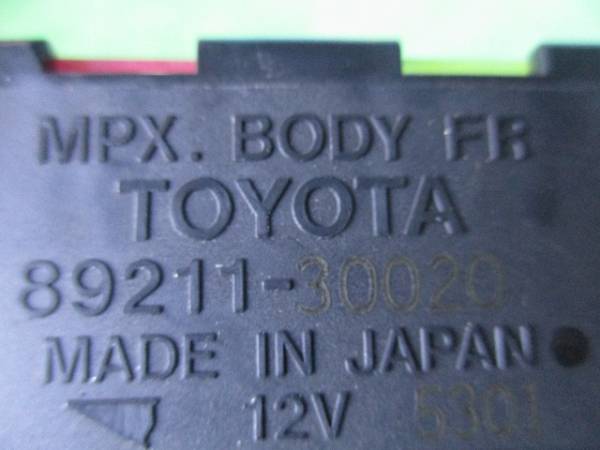 MPX. BODY FR
TOYOTA
89211-30020
MADE IN JAPAN
12V 5301